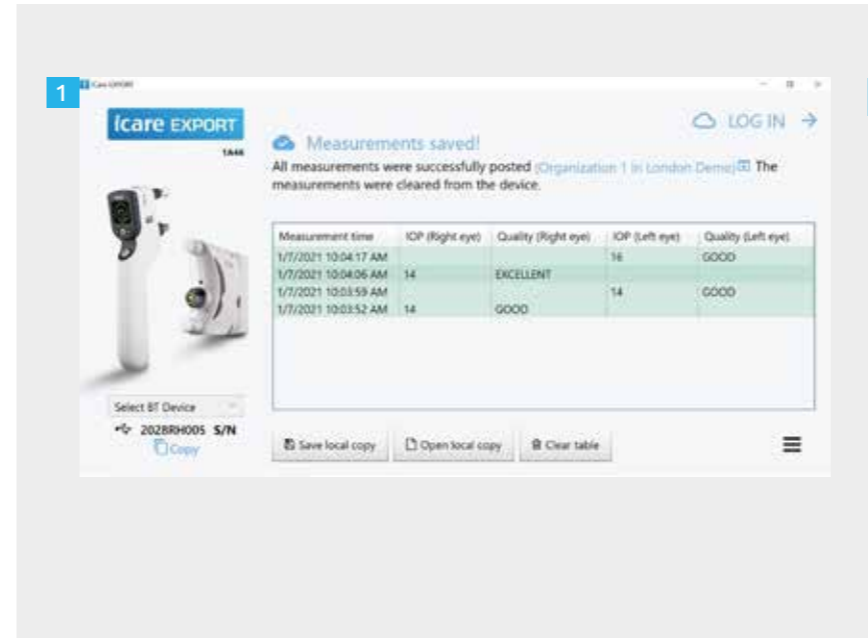 1
iCare EXPORT
icare EXPORT
1A46
LOG IN
Measurements saved!
All measurements were successfully posted (Organization 1 in London Demo) The
measurements were cleared from the device.
Measurement time IOP (Right eye) Quality (Right eye) IOP (Left eye) Quality (Left eye)
1/7/2021 10:04:17 AM 16 GOOD
1/7/2021 10:04:06 AM 14 EXCELLENT
1/7/2021 10:03:59 AM 14 GOOD
1/7/2021 10:03:52 AM 14 GOOD
Select BT Device
2028RH005 S/N
Copy
Save local copy Open local copy Clear table